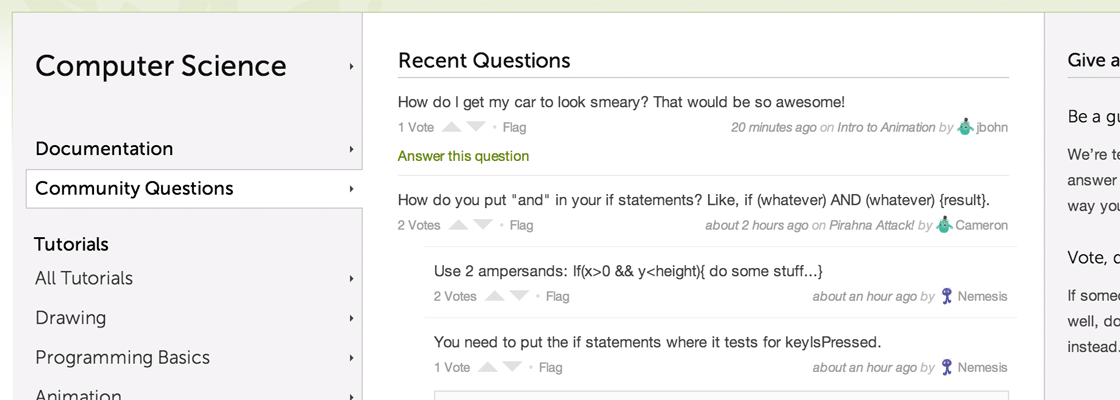 Computer Science
Documentation
Community Questions
Tutorials
All Tutorials
Drawing
Programming Basics
Animation
Recent Questions
How do I get my car to look smeary? That would be so awesome!
1 Vote • Flag
20 minutes ago on Intro to Animation by jbohn
Answer this question
How do you put "and" in your if statements? Like, if (whatever) AND (whatever) {result}.
2 Votes • Flag
about 2 hours ago on Pirahna Attack! by Cameron
Use 2 ampersands: If(x>0 && y<height){ do some stuff...}
2 Votes • Flag
about an hour ago by Nemesis
You need to put the if statements where it tests for keyIsPressed.
1 Vote • Flag
about an hour ago by Nemesis
Give a
Be a
We're
answer
way
Vote,
If
well,
instead.